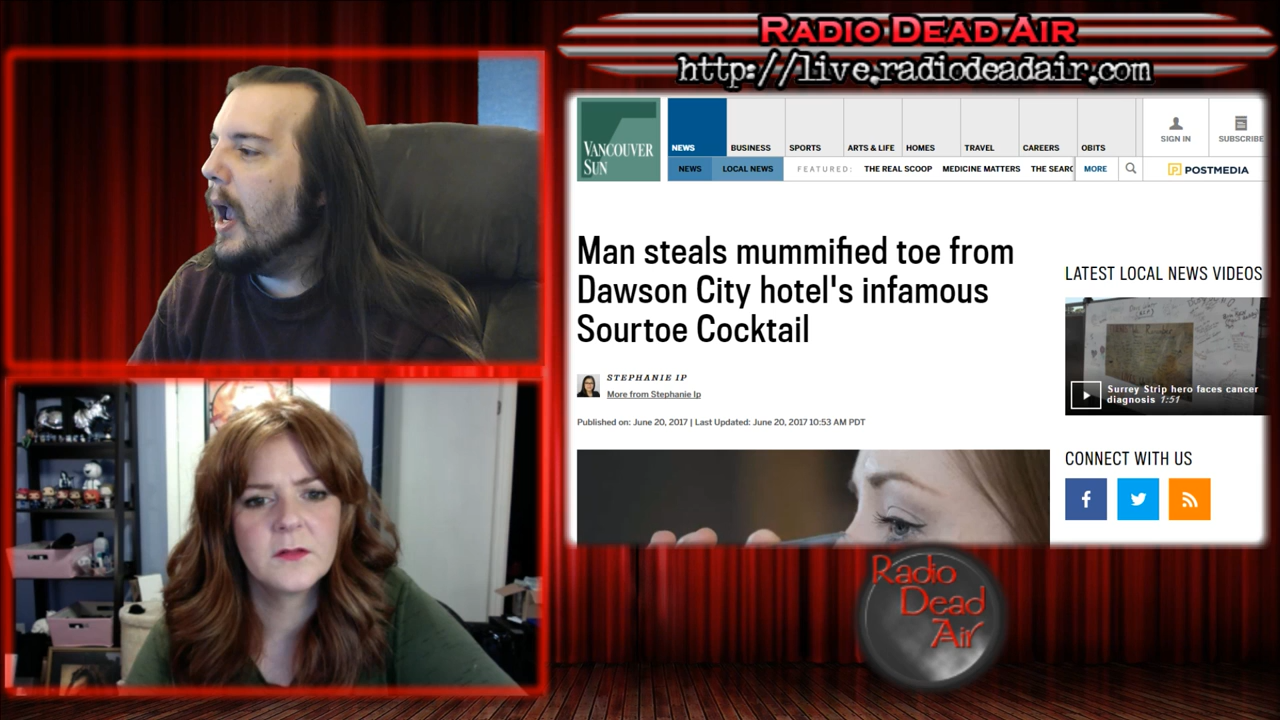 Radio Dead Air
http://live.radiodeadair.com
VANCOUVER
SUN
NEWS
BUSINESS
SPORTS
ARTS & LIFE
HOMES
TRAVEL
CAREERS
OBITS
SIGN IN
SUBSCRIBE
NEWS
LOCAL NEWS
FEATURED:
THE REAL SCOOP
MEDICINE MATTERS
THE SEARC
MORE
POSTMEDIA
Man steals mummified toe from
Dawson City hotel's infamous
Sourtoe Cocktail
STEPHANIE IP
More from Stephanie Ip
Published on: June 20, 2017 | Last Updated: June 20, 2017 10:53 AM PDT
LATEST LOCAL NEWS VIDEOS
Surrey Strip hero faces cancer
diagnosis 1:51
CONNECT WITH US
Radio
Dead
Air